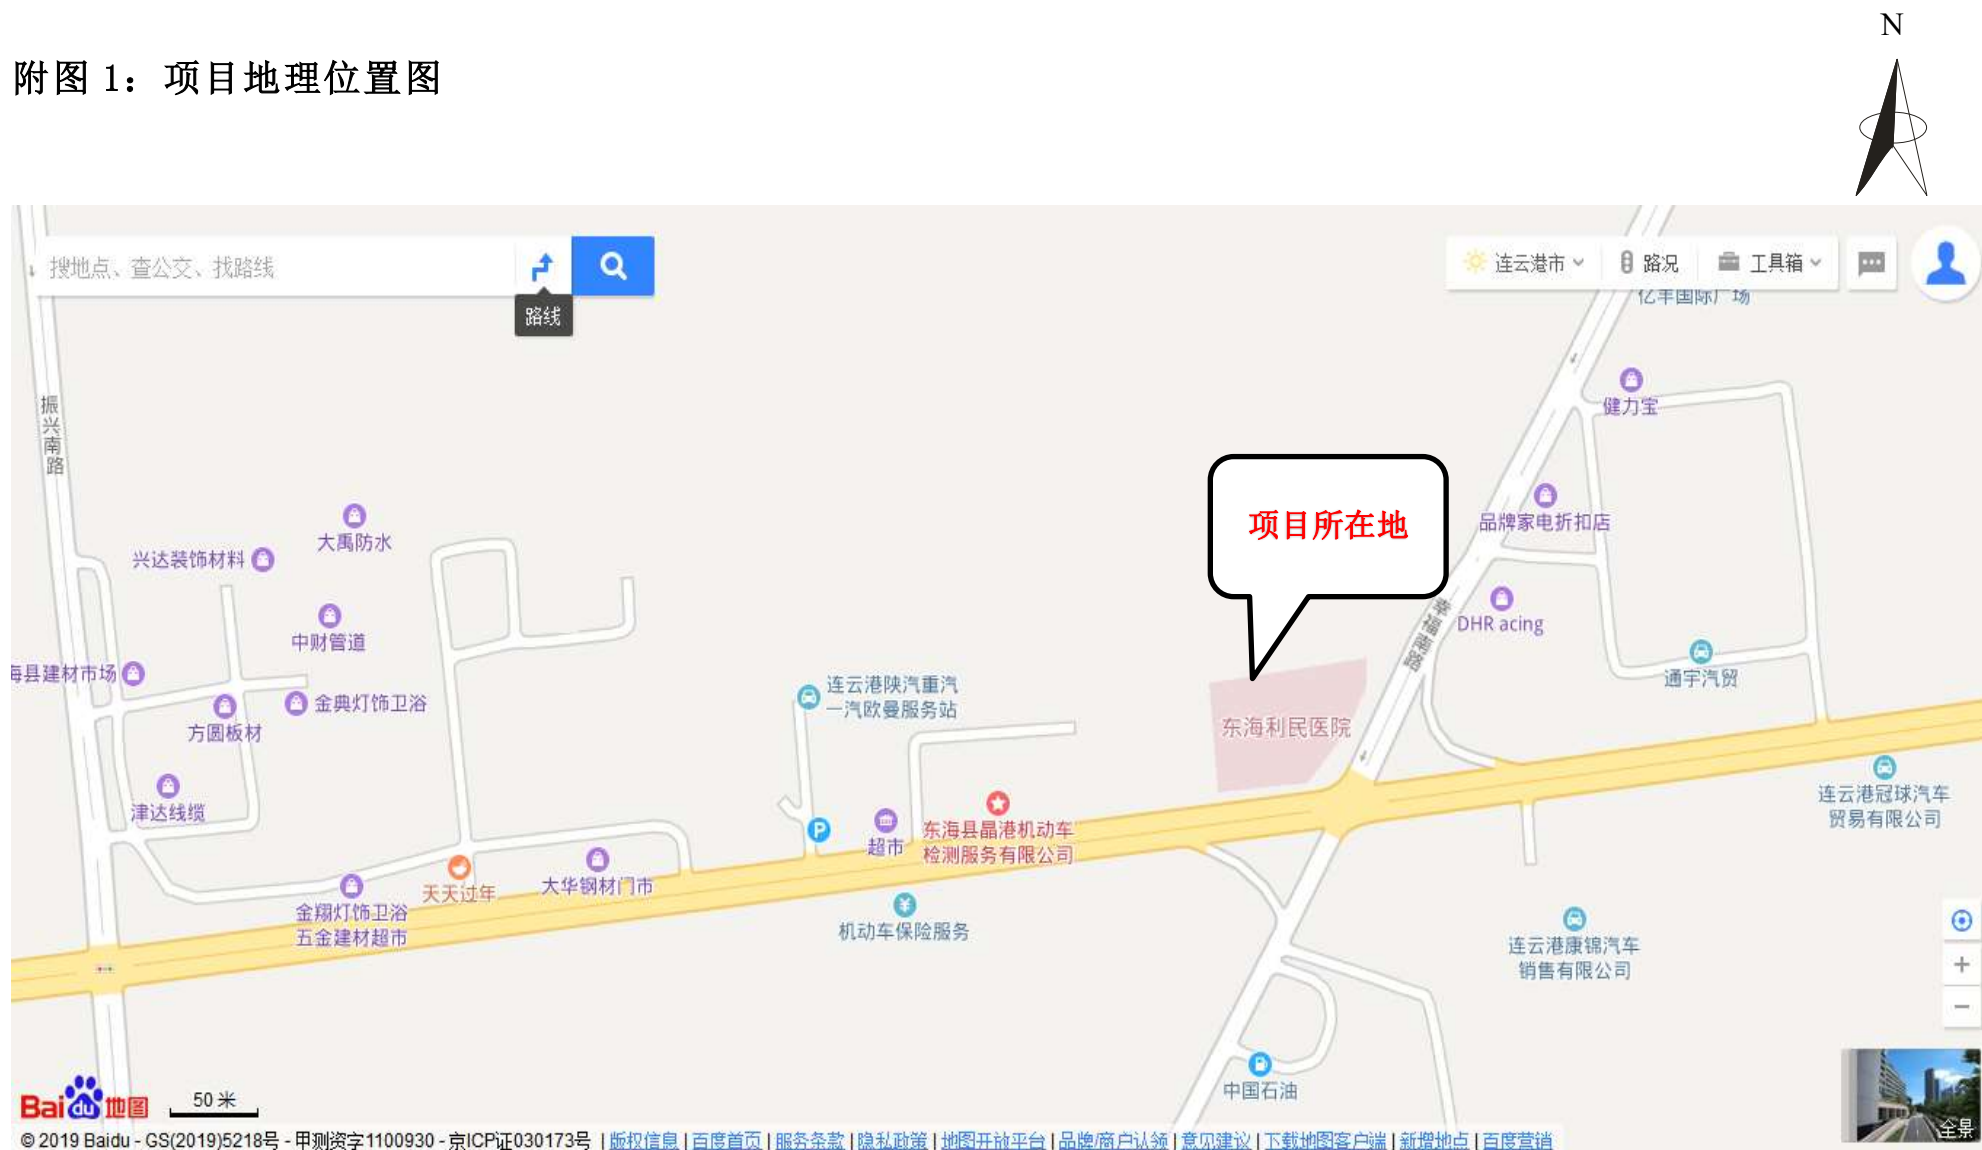 N
附图 1：项目地理位置图
搜地点、查公交、找路线
路线
连云港市
路况
工具箱
亿丰国际广场
振兴南路
健力宝
项目所在地
品牌家电折扣店
大禹防水
兴达装饰材料
幸福南路
DHR acing
中财管道
海县建材市场
通宇汽贸
金典灯饰卫浴
连云港陕汽重汽
一汽欧曼服务站
方圆板材
东海利民医院
津达线缆
连云港冠球汽车
贸易有限公司
P
超市
东海县晶港机动车
检测服务有限公司
天天过年
大华钢材门市
金翔灯饰卫浴
五金建材超市
机动车保险服务
连云港康锦汽车
销售有限公司
中国石油
Bai du 地图
50 米
全景
© 2019 Baidu - GS(2019)5218号 - 甲测资字1100930 - 京ICP证030173号 | 版权信息 | 百度首页 | 服务条款 | 隐私政策 | 地图开放平台 | 品牌/商户认领 | 意见建议 | 下载地图客户端 | 新增地点 | 百度营销